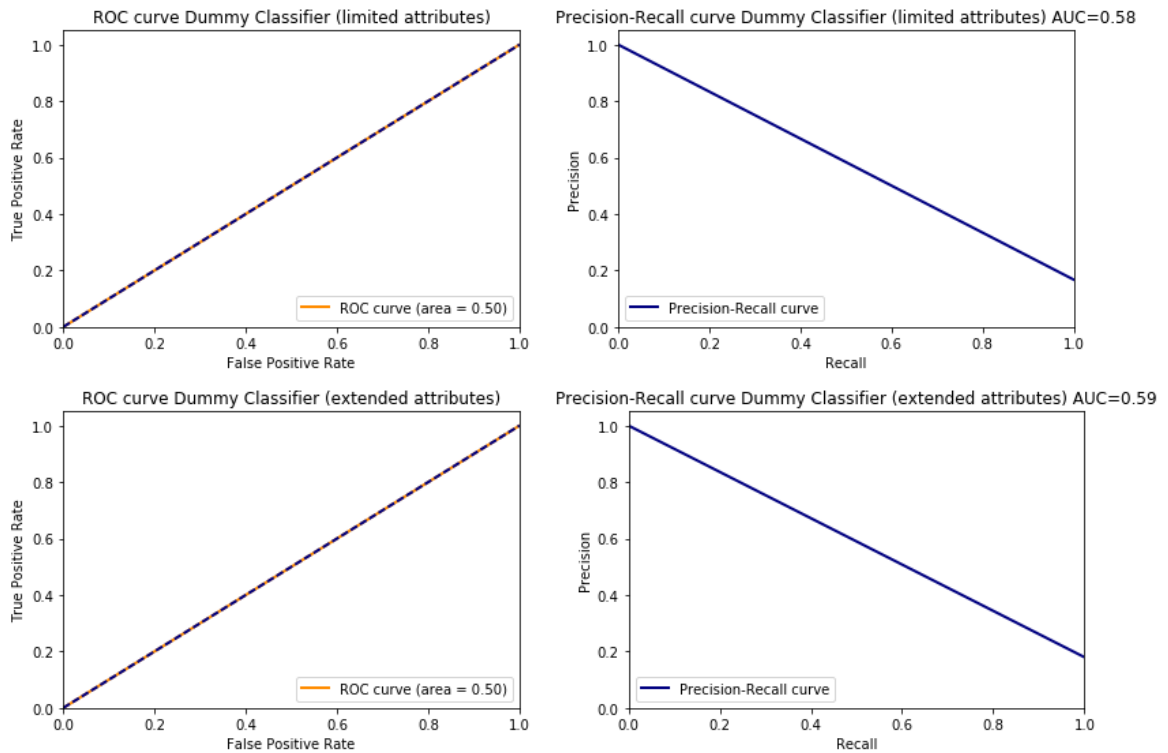 ROC curve Dummy Classifier (limited attributes)
1.0
0.8
0.6
0.4
0.2
0.0
True Positive Rate
ROC curve (area = 0.50)
0.0 0.2 0.4 0.6 0.8 1.0
False Positive Rate
Precision-Recall curve Dummy Classifier (limited attributes) AUC=0.58
1.0
0.8
0.6
0.4
0.2
0.0
Precision
Precision-Recall curve
0.0 0.2 0.4 0.6 0.8 1.0
Recall
ROC curve Dummy Classifier (extended attributes)
1.0
0.8
0.6
0.4
0.2
0.0
True Positive Rate
ROC curve (area = 0.50)
0.0 0.2 0.4 0.6 0.8 1.0
False Positive Rate
Precision-Recall curve Dummy Classifier (extended attributes) AUC=0.59
1.0
0.8
0.6
0.4
0.2
0.0
Precision
Precision-Recall curve
0.0 0.2 0.4 0.6 0.8 1.0
Recall